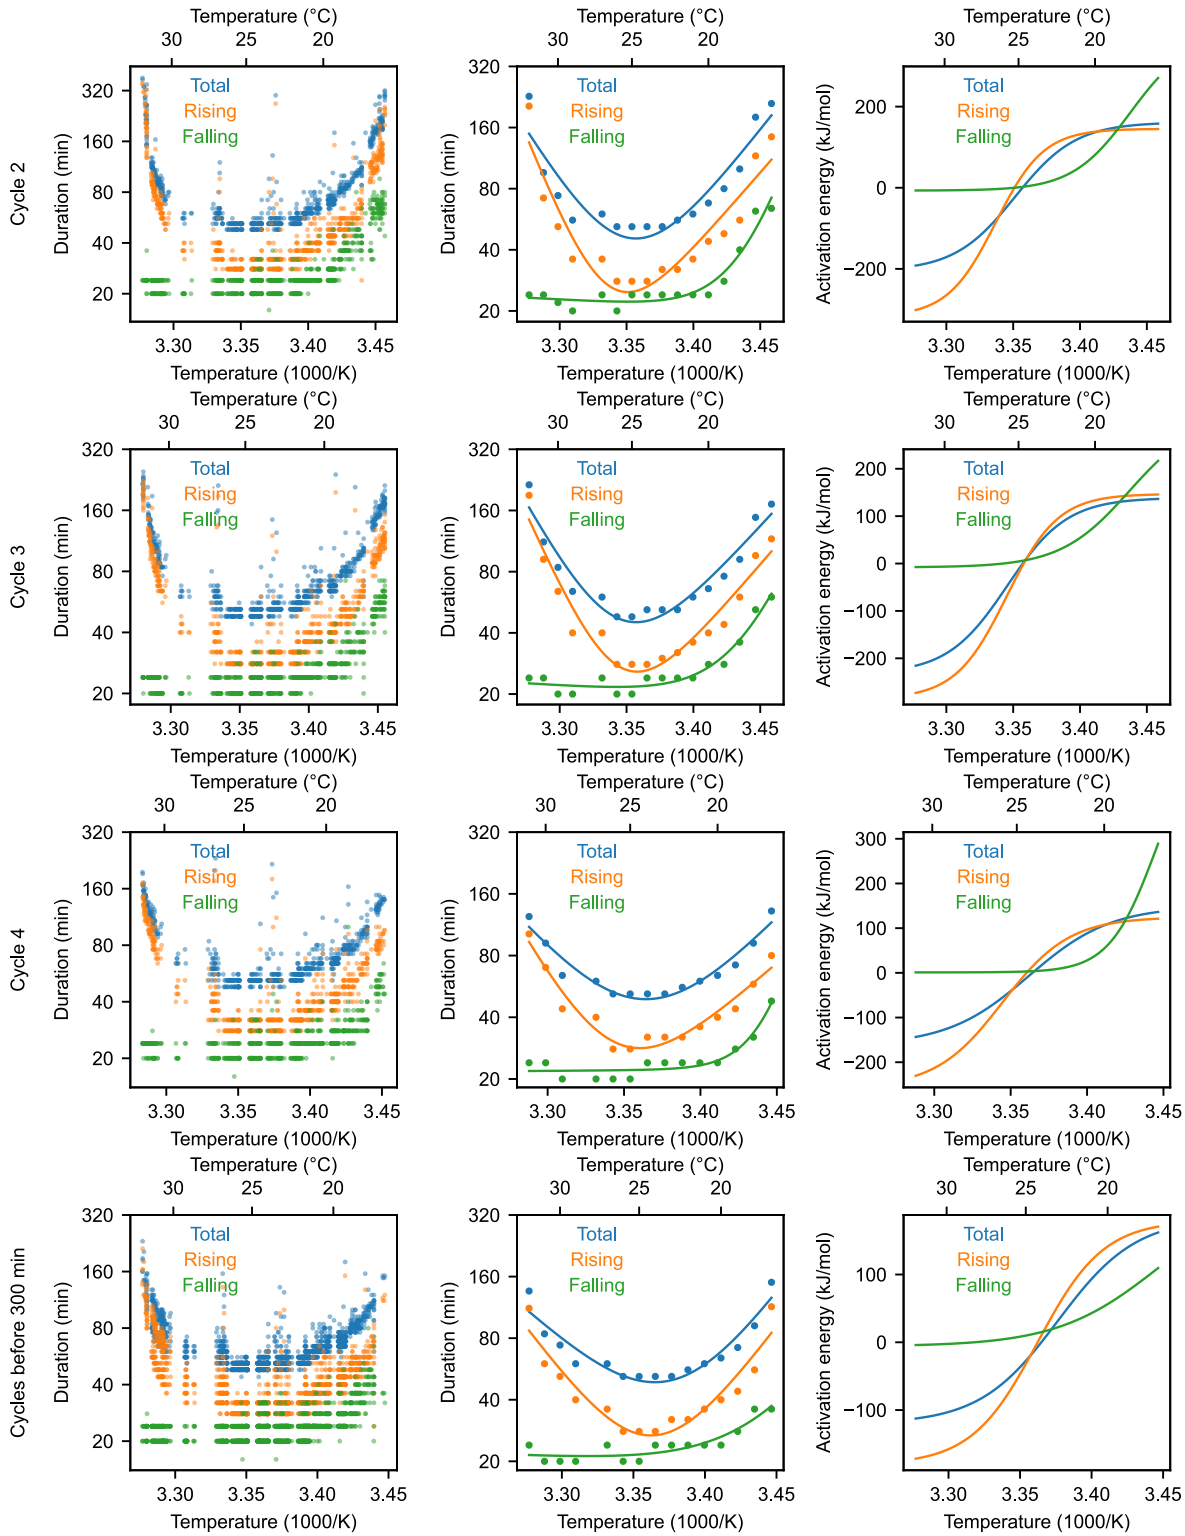 Temperature (°C)
Temperature (°C)
Temperature (°C)
30 25 20
30 25 20
30 25 20
Cycle 2
Duration (min)
320
160
80
40
20
Total
Rising
Falling
3.30 3.35 3.40 3.45
Temperature (1000/K)
Duration (min)
320
160
80
40
20
Total
Rising
Falling
3.30 3.35 3.40 3.45
Temperature (1000/K)
Activation energy (kJ/mol)
200
0
−200
Total
Rising
Falling
3.30 3.35 3.40 3.45
Temperature (1000/K)
Temperature (°C)
Temperature (°C)
Temperature (°C)
30 25 20
30 25 20
30 25 20
Cycle 3
Duration (min)
320
160
80
40
20
Total
Rising
Falling
3.30 3.35 3.40 3.45
Temperature (1000/K)
Duration (min)
320
160
80
40
20
Total
Rising
Falling
3.30 3.35 3.40 3.45
Temperature (1000/K)
Activation energy (kJ/mol)
200
100
0
−100
−200
Total
Rising
Falling
3.30 3.35 3.40 3.45
Temperature (1000/K)
Temperature (°C)
Temperature (°C)
Temperature (°C)
30 25 20
30 25 20
30 25 20
Cycle 4
Duration (min)
320
160
80
40
20
Total
Rising
Falling
3.30 3.35 3.40 3.45
Temperature (1000/K)
Duration (min)
320
160
80
40
20
Total
Rising
Falling
3.30 3.35 3.40 3.45
Temperature (1000/K)
Activation energy (kJ/mol)
300
200
100
0
−100
−200
Total
Rising
Falling
3.30 3.35 3.40 3.45
Temperature (1000/K)
Temperature (°C)
Temperature (°C)
Temperature (°C)
30 25 20
30 25 20
30 25 20
Cycles before 300 min
Duration (min)
320
160
80
40
20
Total
Rising
Falling
3.30 3.35 3.40 3.45
Temperature (1000/K)
Duration (min)
320
160
80
40
20
Total
Rising
Falling
3.30 3.35 3.40 3.45
Temperature (1000/K)
Activation energy (kJ/mol)
100
0
−100
Total
Rising
Falling
3.30 3.35 3.40 3.45
Temperature (1000/K)